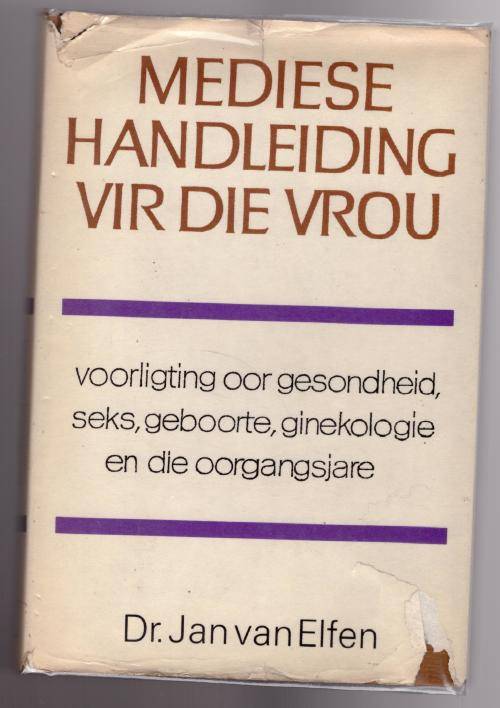 MEDIESE
HANDLEIDING
VIR DIE VROU
voorligting oor gesondheid,
seks, geboorte, ginekologie
en die oorgangsjare
Dr. Jan van Elfen